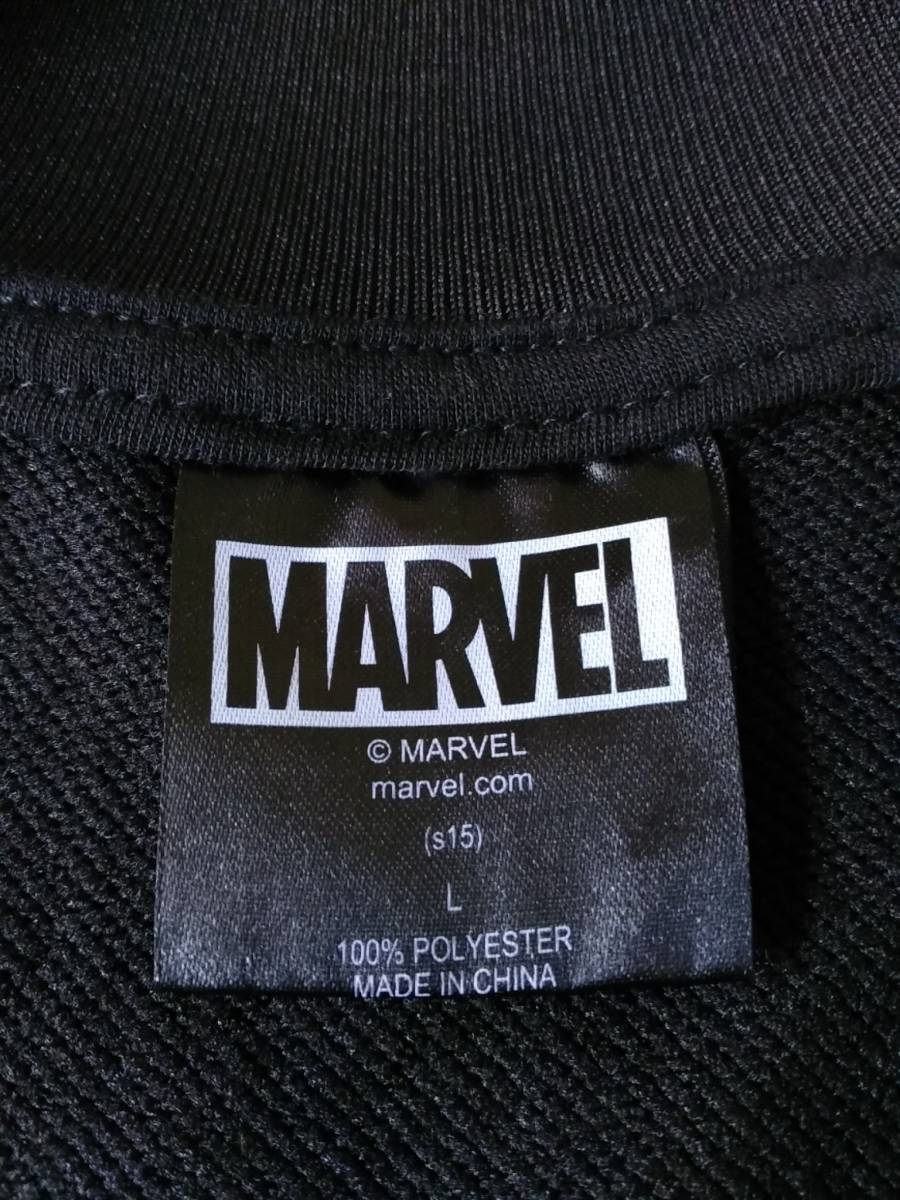 MARVEL
© MARVEL
marvel.com
(s15)
L
100% POLYESTER
MADE IN CHINA